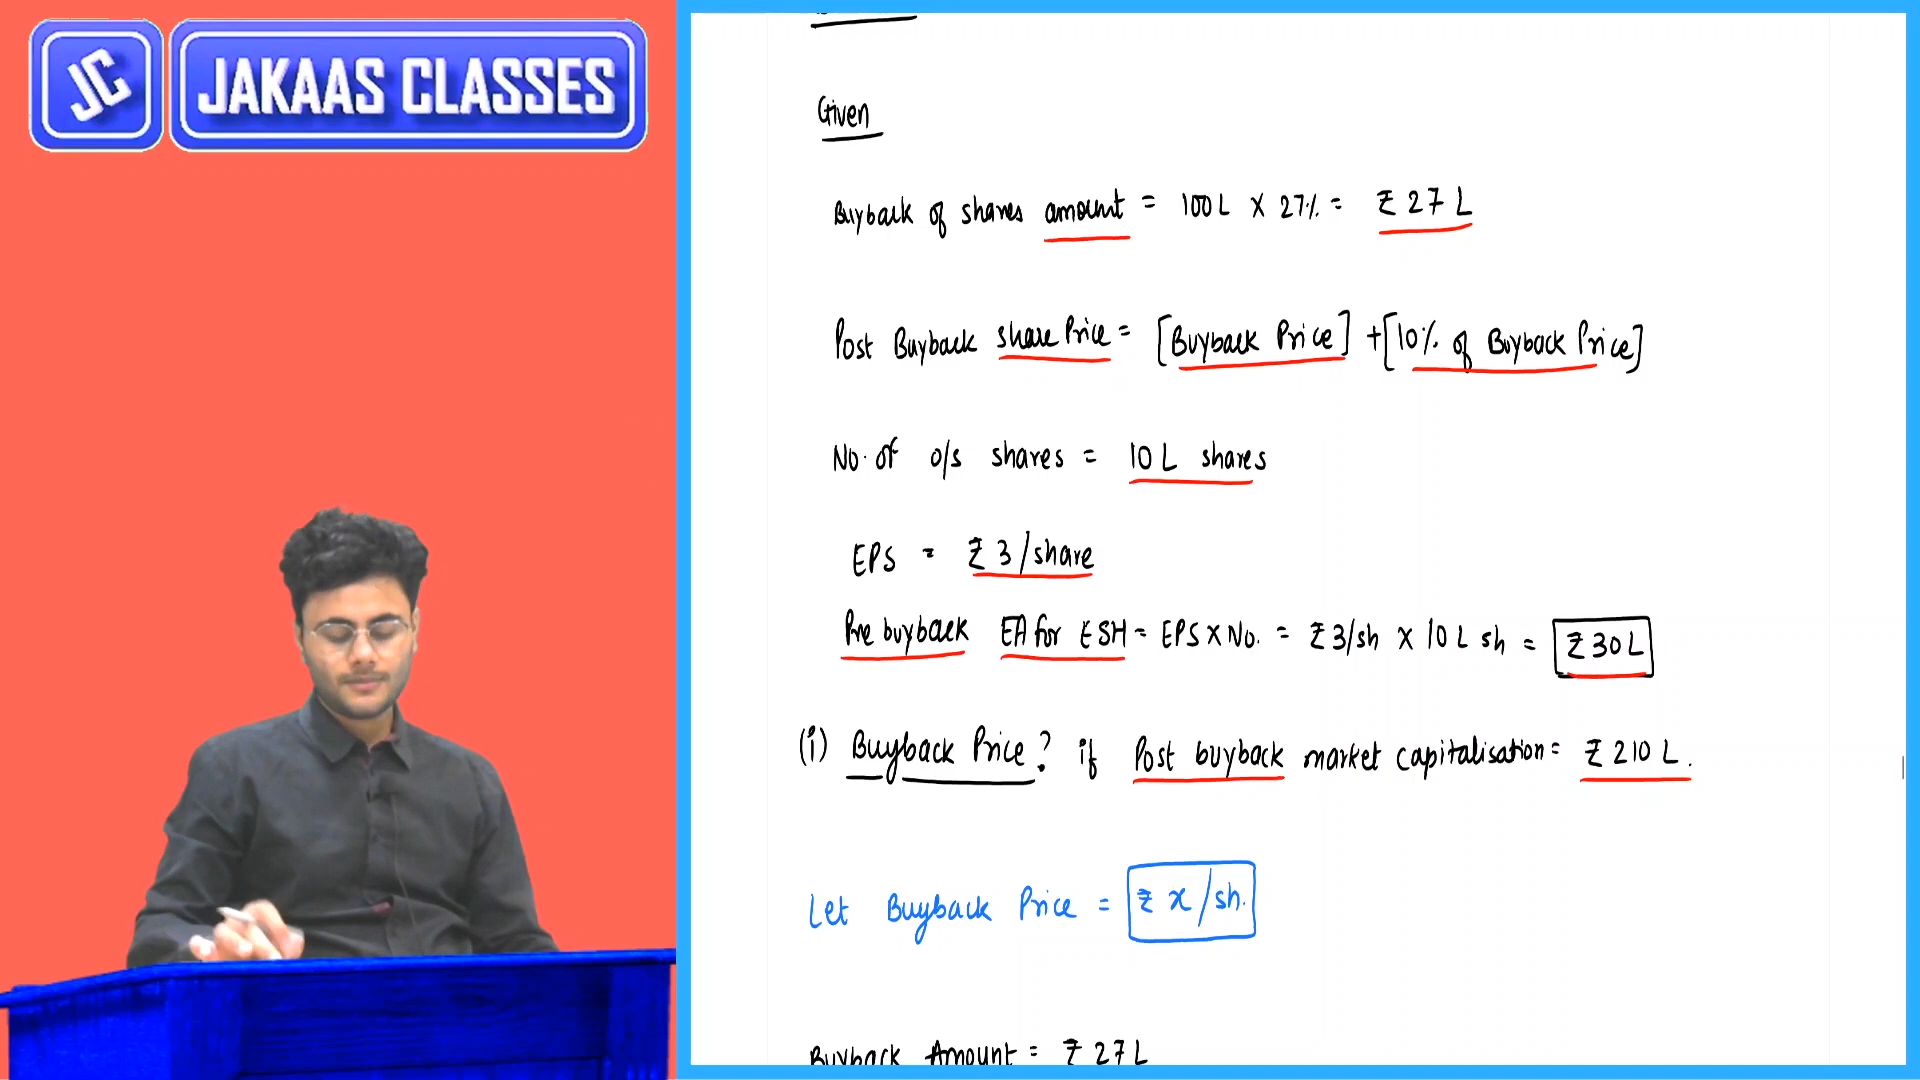 JC
JAKAAS CLASSES
Given
Buyback of shares amount = 100 L X 27% = ₹ 27 L
Post Buyback share Price = [Buyback Price] + [10% of Buyback Price]
No. of o/s shares = 10 L shares
EPS = ₹ 3/share
Pre buyback EA for ESH = EPS X No. = ₹ 3/sh X 10 L sh = ₹ 30 L
(i) Buyback Price? if Post buyback market capitalisation = ₹ 210 L.
Let Buyback Price = ₹ x/sh.
Buyback Amount = ₹ 27 L